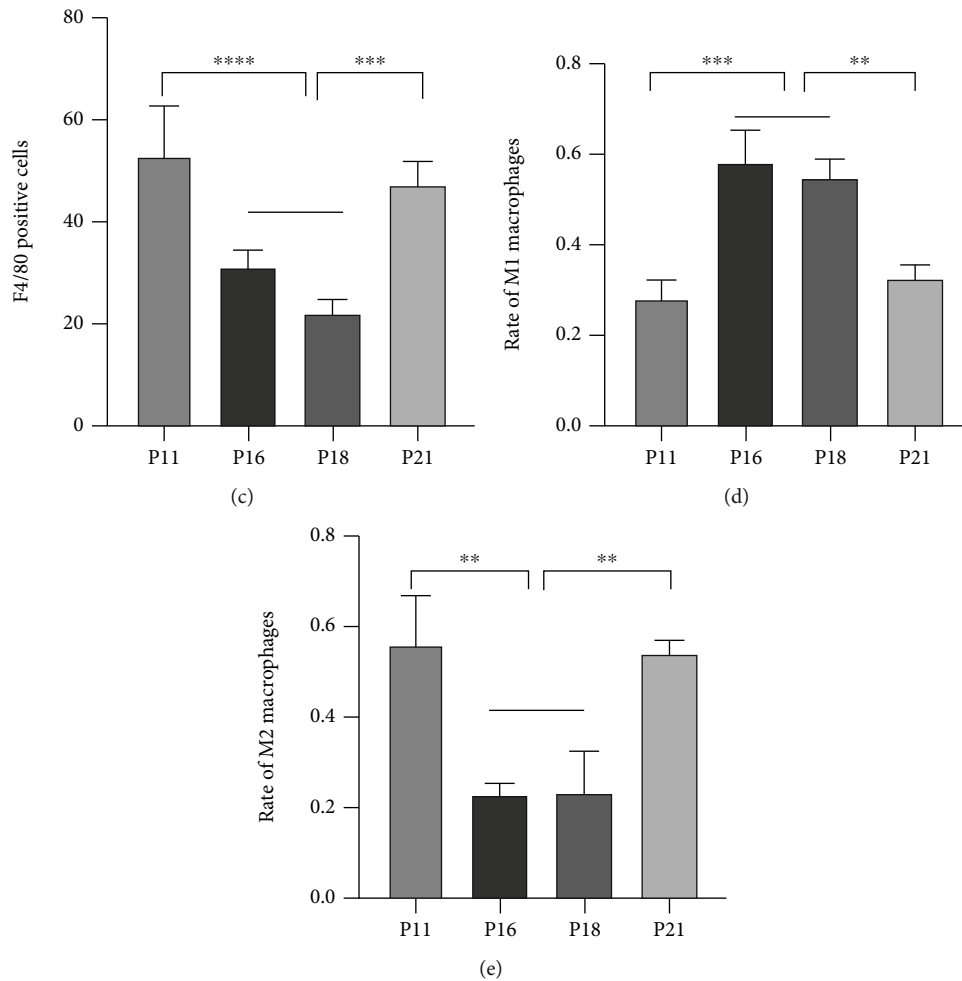 80
60
40
20
0
F4/80 positive cells
**** ***
P11 P16 P18 P21
(c)
0.8
0.6
0.4
0.2
0.0
Rate of M1 macrophages
*** **
P11 P16 P18 P21
(d)
0.8
0.6
0.4
0.2
0.0
Rate of M2 macrophages
** **
P11 P16 P18 P21
(e)